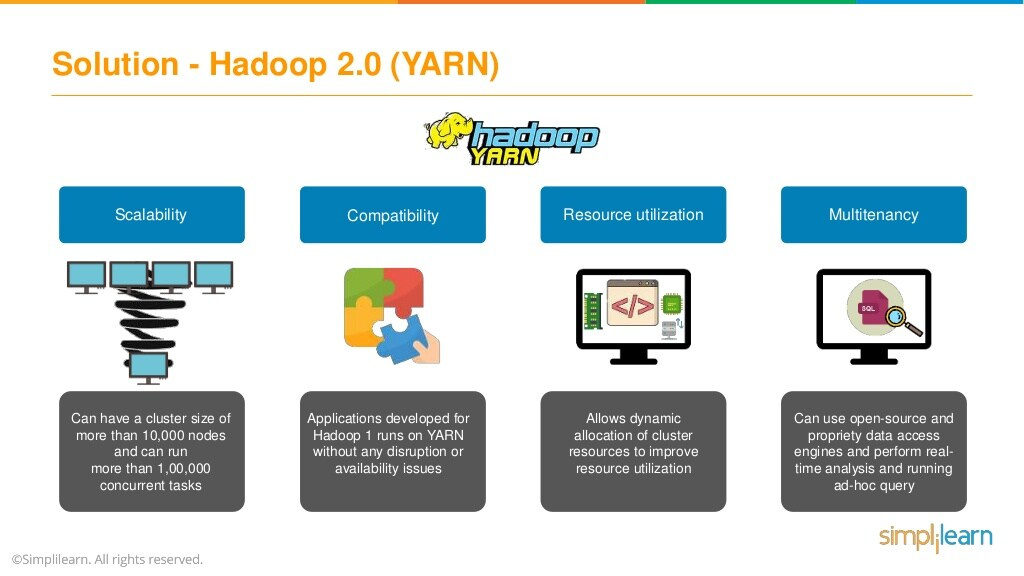 Solution - Hadoop 2.0 (YARN)
hadoop
YARN
Scalability
Compatibility
Resource utilization
Multitenancy
</>
SQL
Can have a cluster size of
more than 10,000 nodes
and can run
more than 1,00,000
concurrent tasks
Applications developed for
Hadoop 1 runs on YARN
without any disruption or
availability issues
Allows dynamic
allocation of cluster
resources to improve
resource utilization
Can use open-source and
propriety data access
engines and perform real-
time analysis and running
ad-hoc query
simplilearn
©Simplilearn. All rights reserved.